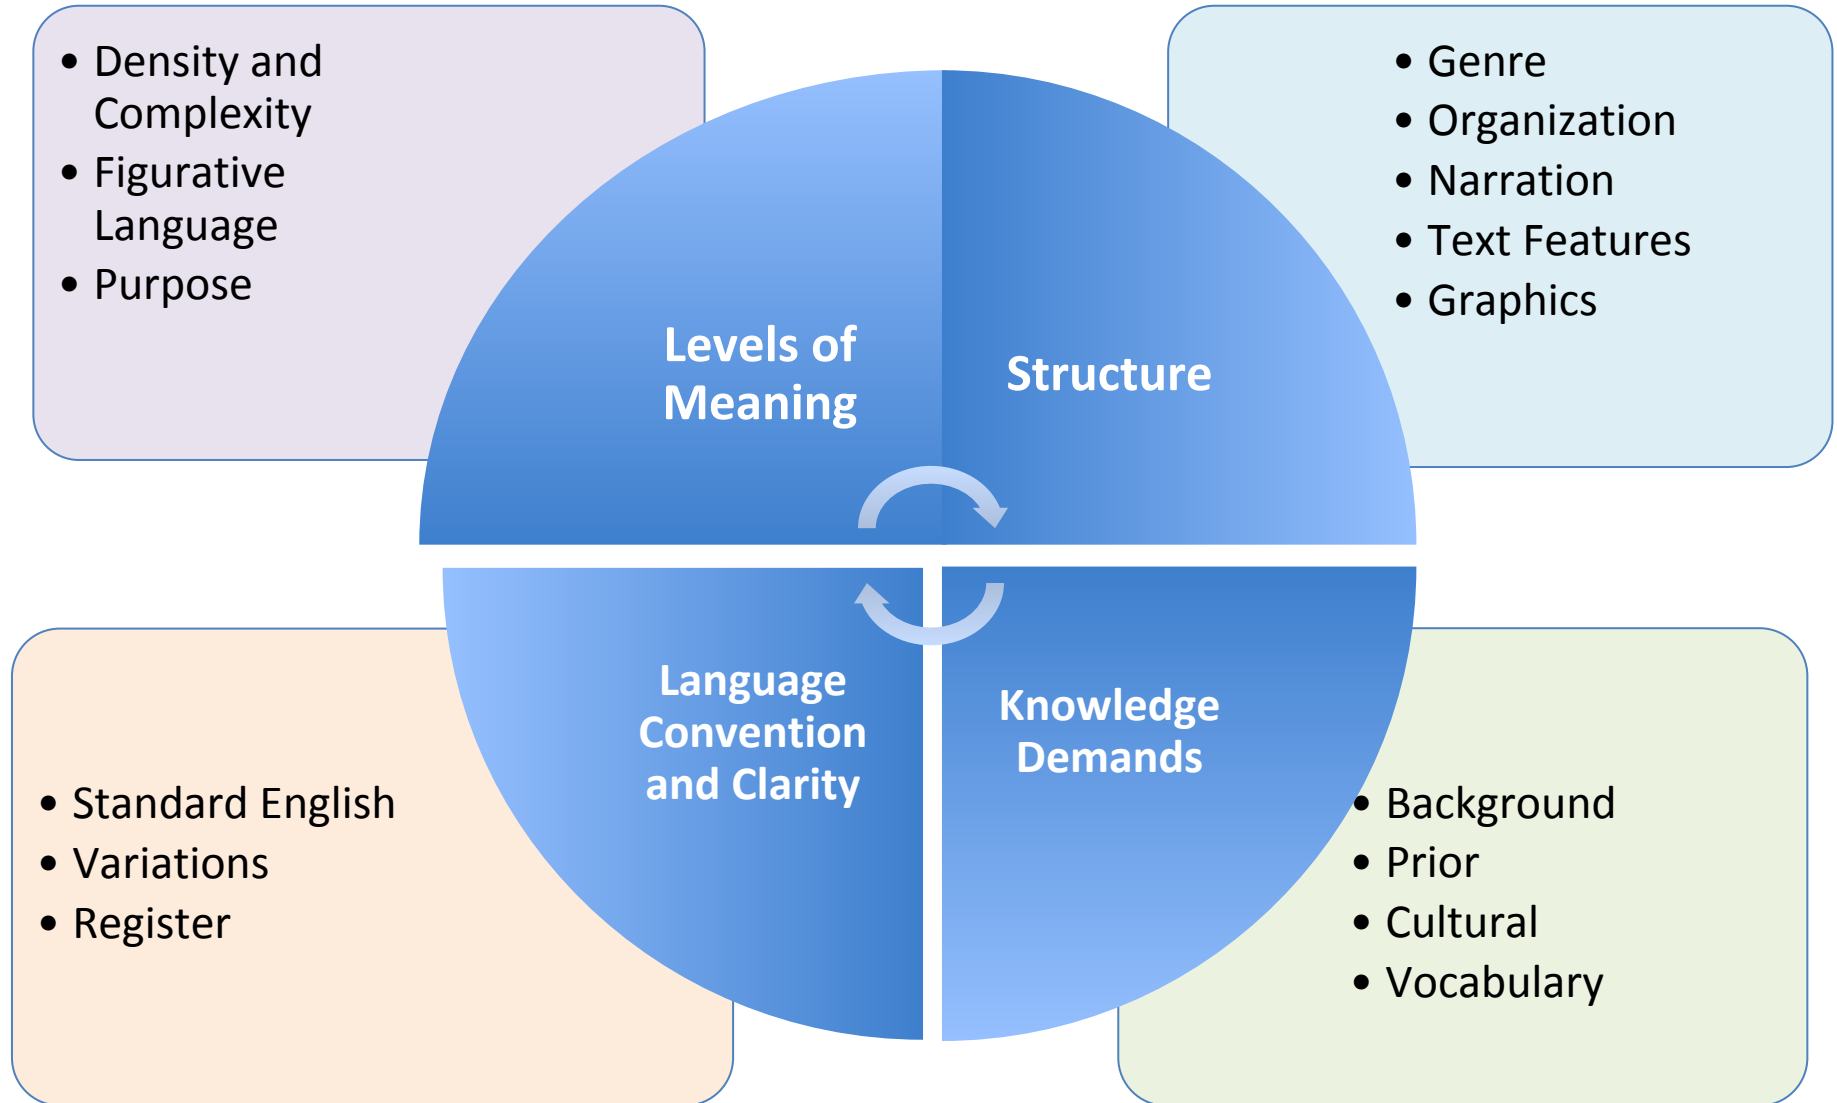 • Density and
Complexity
• Figurative
Language
• Purpose
• Genre
• Organization
• Narration
• Text Features
• Graphics
Levels of
Meaning
Structure
Language
Convention
and Clarity
Knowledge
Demands
• Standard English
• Variations
• Register
• Background
• Prior
• Cultural
• Vocabulary